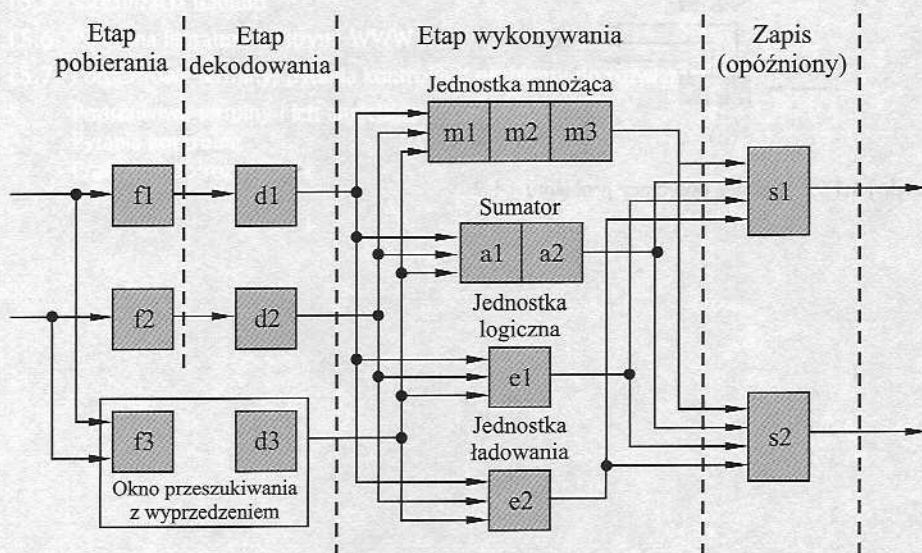 Etap
pobierania
Etap
dekodowania
Etap wykonywania
Zapis
(opóźniony)
Jednostka mnożąca
m1 m2 m3
f1
d1
s1
Sumator
a1 a2
f2
d2
Jednostka
logiczna
e1
s2
f3
d3
Jednostka
ładowania
e2
Okno przeszukiwania
z wyprzedzeniem